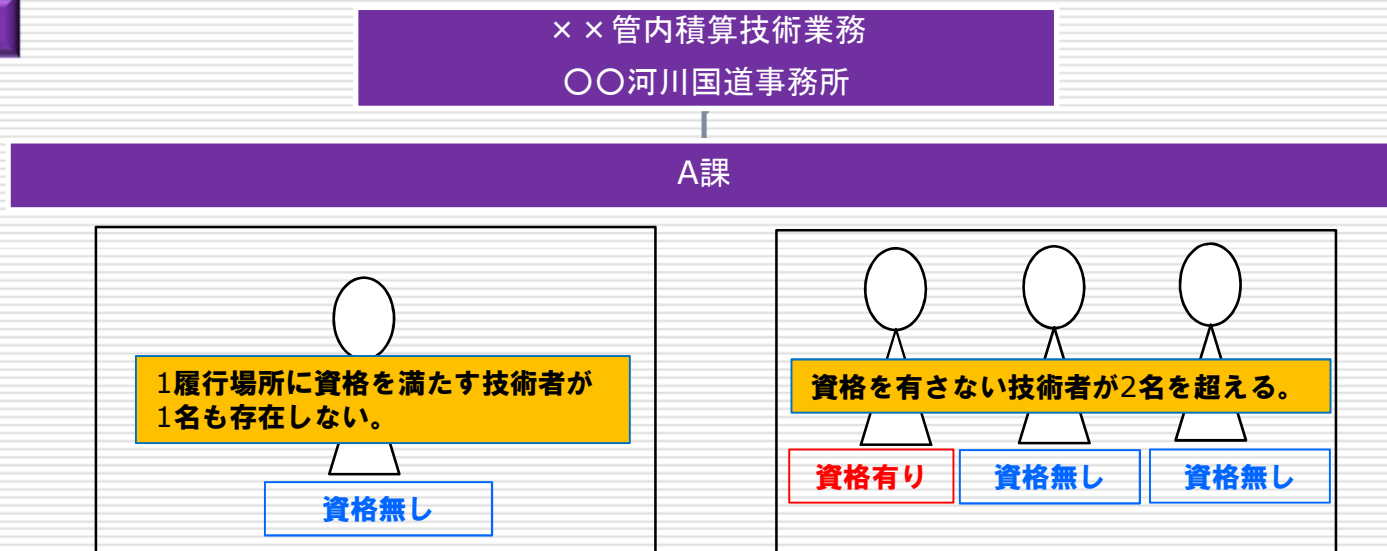 ××管内積算技術業務
〇〇河川国道事務所
A課
1履行場所に資格を満たす技術者が
1名も存在しない。
資格無し
資格を有さない技術者が2名を超える。
資格有り
資格無し
資格無し